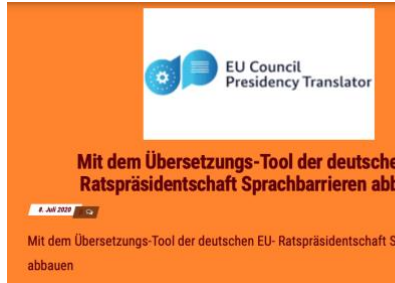 EU Council
Presidency Translator
Mit dem Übersetzungs-Tool der deutsche
Ratspräsidentschaft Sprachbarrieren abb
8. Juli 2020
Mit dem Übersetzungs-Tool der deutschen EU- Ratspräsidentschaft S
abbauen